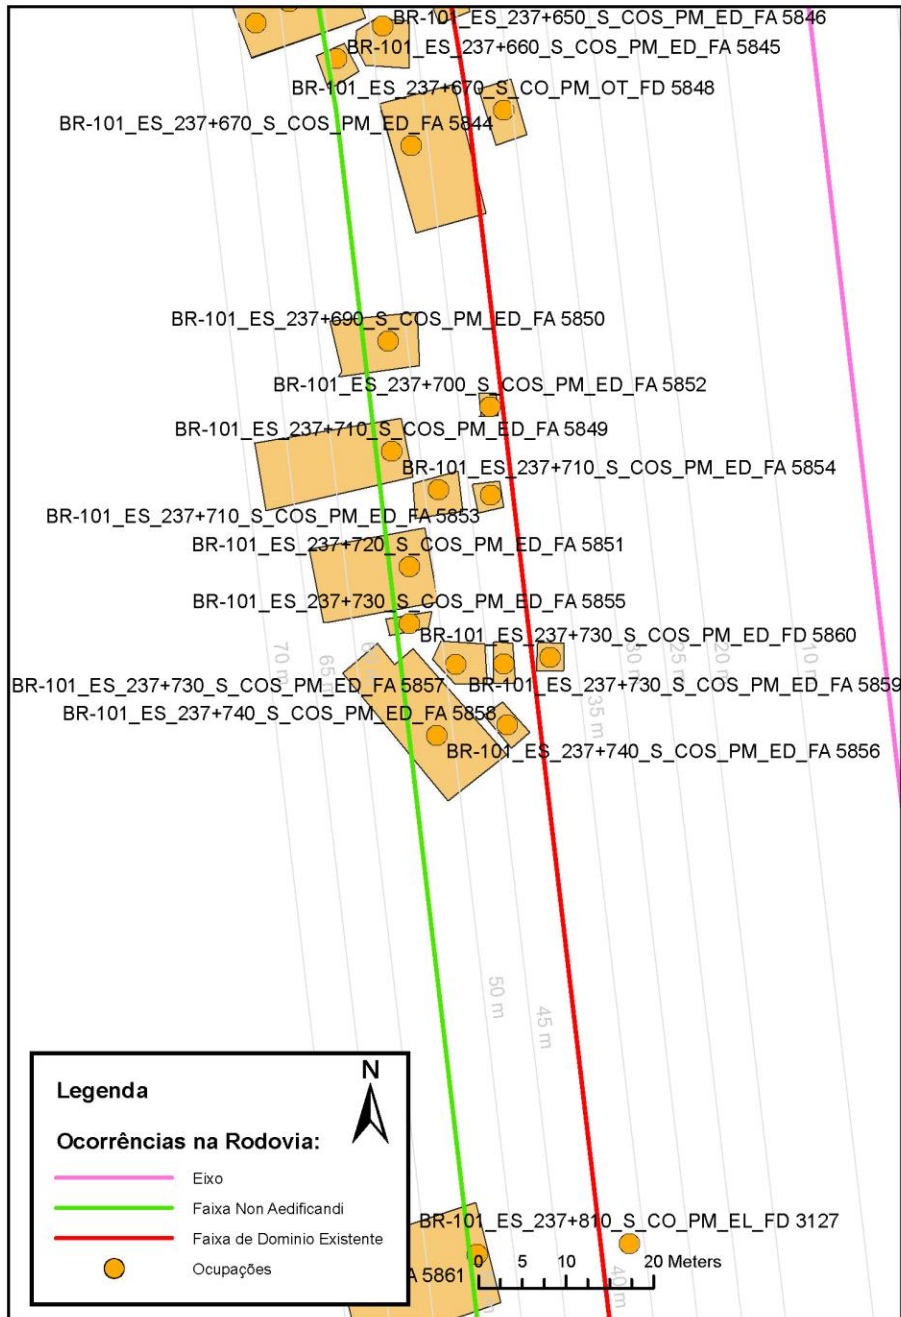 BR-101_ES_237+650_S_COS_PM_ED_FA 5846
BR-101_ES_237+660_S_COS_PM_ED_FA 5845
BR-101_ES_237+670_S_CO_PM_OT_FD 5848
BR-101_ES_237+670_S_COS_PM_ED_FA 5844
BR-101_ES_237+690_S_COS_PM_ED_FA 5850
BR-101_ES_237+700_S_COS_PM_ED_FA 5852
BR-101_ES_237+710_S_COS_PM_ED_FA 5849
BR-101_ES_237+710_S_COS_PM_ED_FA 5854
BR-101_ES_237+710_S_COS_PM_ED_FA 5853
BR-101_ES_237+720_S_COS_PM_ED_FA 5851
BR-101_ES_237+730_S_COS_PM_ED_FA 5855
BR-101_ES_237+730_S_COS_PM_ED_FD 5860
70 m
65 m
30 m
25 m
20 m
10 m
BR-101_ES_237+730_S_COS_PM_ED_FA 5857
BR-101_ES_237+730_S_COS_PM_ED_FA 5859
35 m
BR-101_ES_237+740_S_COS_PM_ED_FA 5858
BR-101_ES_237+740_S_COS_PM_ED_FA 5856
50 m
45 m
Legenda
N
Ocorrências na Rodovia:
Eixo
Faixa Non Aedificandi
Faixa de Dominio Existente
Ocupações
BR-101_ES_237+810_S_CO_PM_EL_FD 3127
A 5861
0 5 10 20 Meters
40 m